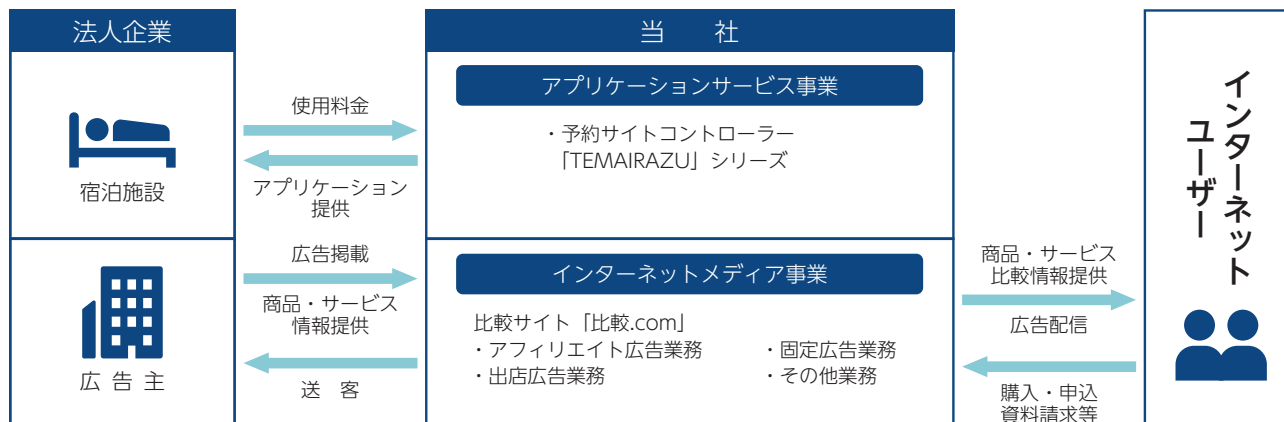 法人企業
宿泊施設
広告主
使用料金
アプリケーション
提供
広告掲載
商品・サービス
情報提供
送 客
当 社
アプリケーションサービス事業
・予約サイトコントローラー
「TEMAIRAZU」シリーズ
インターネットメディア事業
比較サイト「比較.com」
・アフィリエイト広告業務
・固定広告業務
・出店広告業務
・その他業務
商品・サービス
比較情報提供
広告配信
購入・申込
資料請求等
インターネット
ユーザー